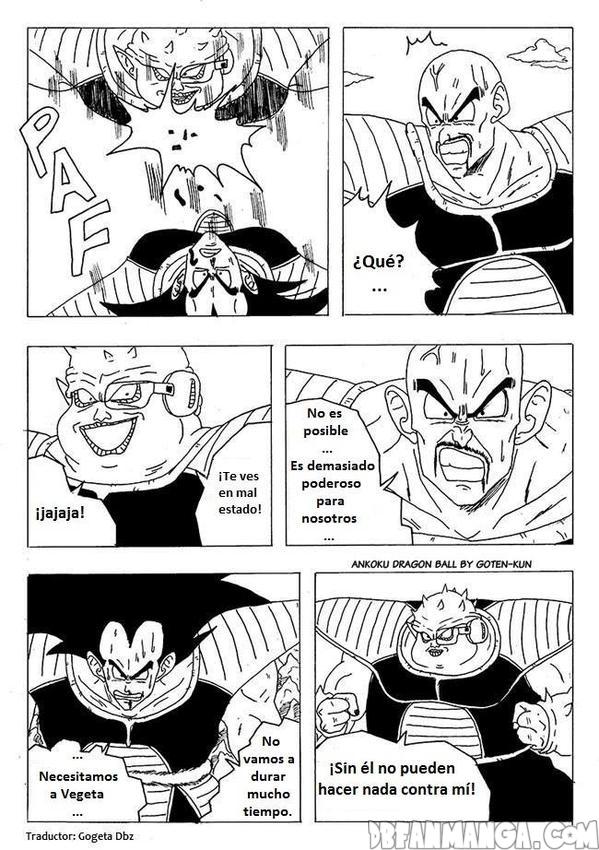 PAF
¿Qué?
...
¡jajaja!
¡Te ves
en mal
estado!
No es
posible
...
Es demasiado
poderoso
para
nosotros
...
ANKOKU DRAGON BALL BY GOTEN-KUN
...
Necesitamos
a Vegeta
...
No
vamos a
durar
mucho
tiempo.
¡Sin él no pueden
hacer nada contra mí!
Traductor: Gogeta Dbz
DBFANMANGA.COM